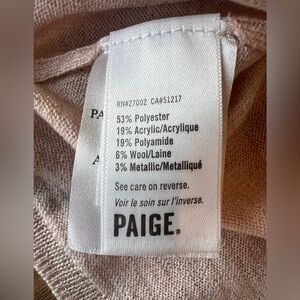 RN#27002 CA#51217
53% Polyester
19% Acrylic/Acrylique
19% Polyamide
6% Wool/Laine
3% Metallic/Metalliqué
See care on reverse.
Voir le soin sur l'inverse.
PAIGE.